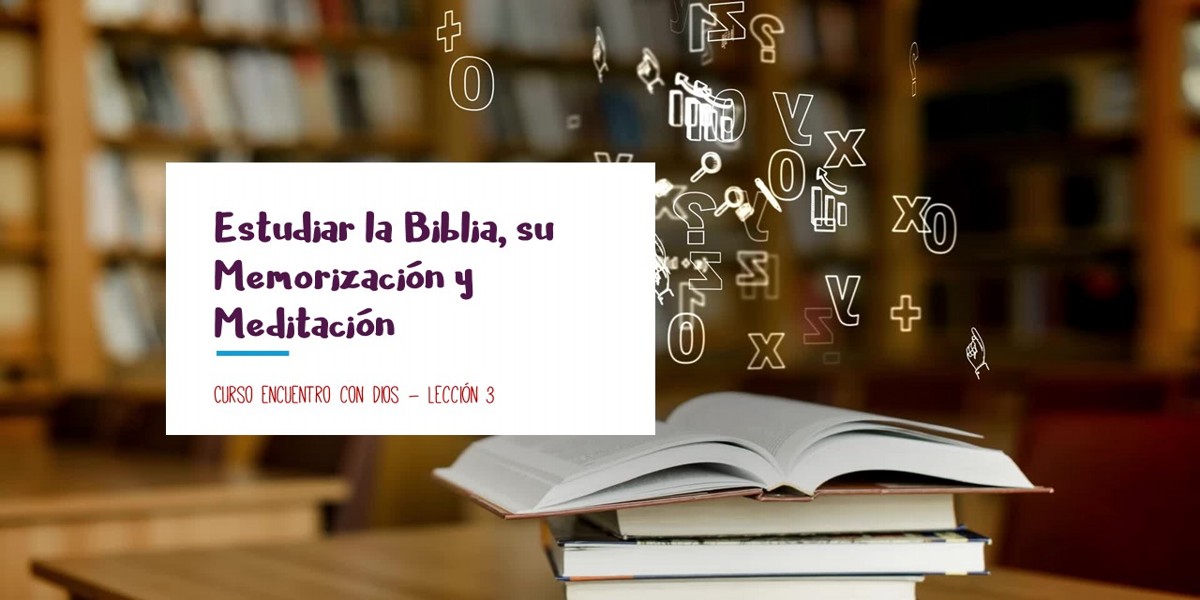 Estudiar la Biblia, su
Memorización y
Meditación
CURSO ENCUENTRO CON DIOS – LECCIÓN 3